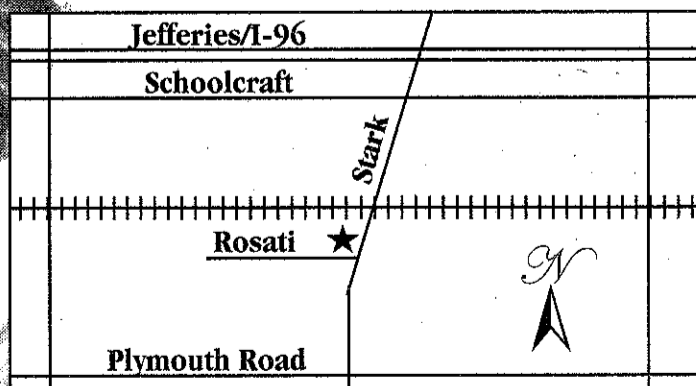 Jefferies/I-96
Schoolcraft
Stark
Rosati
N
Plymouth Road